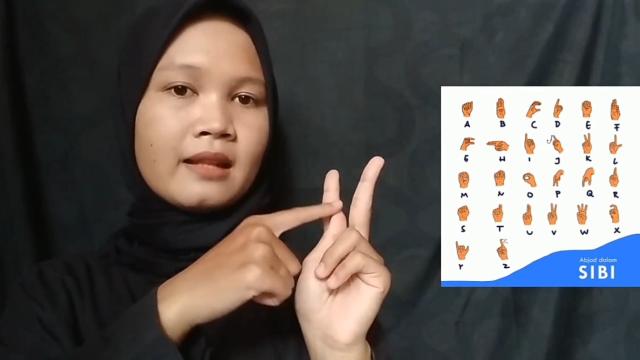 A B C D E F
G H I J K L
M N O P Q R
S T U V W X
Y Z
Abjad dalam
SIBI